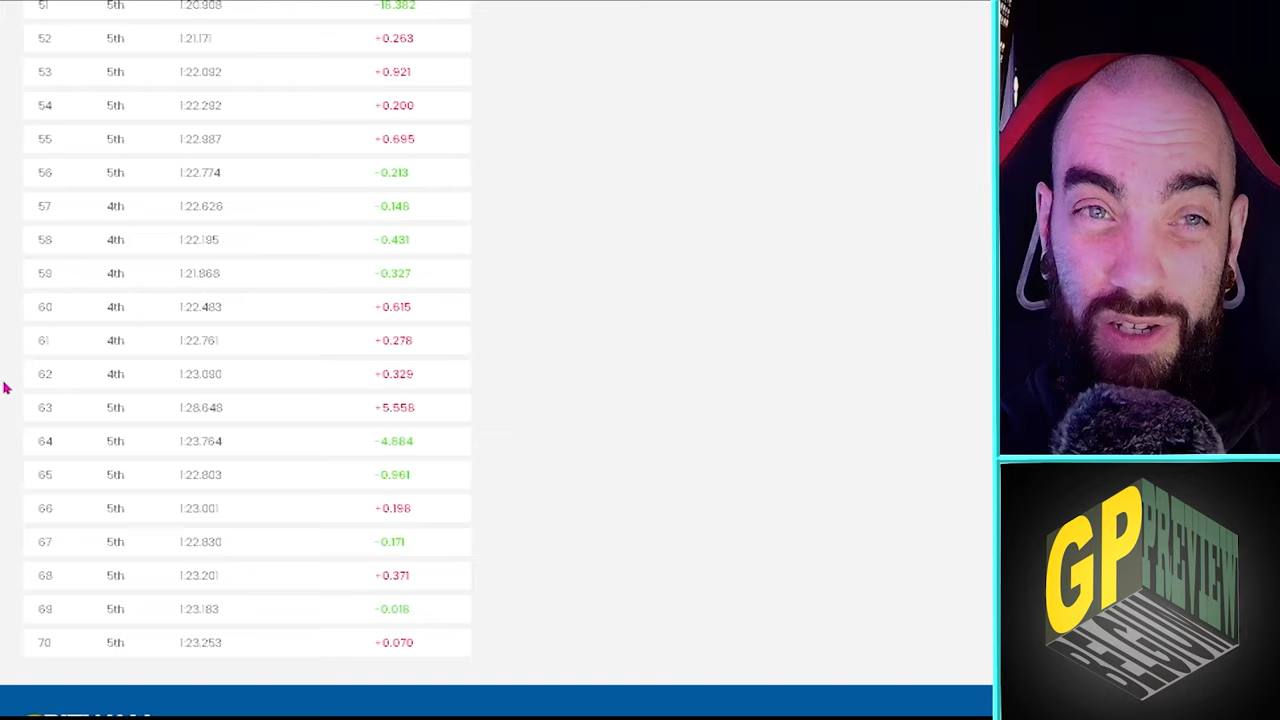 51 5th 1:20.908 -18.382
52 5th 1:21.171 +0.263
53 5th 1:22.092 +0.921
54 5th 1:22.292 +0.200
55 5th 1:22.987 +0.695
56 5th 1:22.774 -0.213
57 4th 1:22.626 -0.148
58 4th 1:22.195 -0.431
59 4th 1:21.868 -0.327
60 4th 1:22.483 +0.615
61 4th 1:22.761 +0.278
62 4th 1:23.090 +0.329
63 5th 1:28.648 +5.558
64 5th 1:23.764 -4.884
65 5th 1:22.803 -0.961
66 5th 1:23.001 +0.198
67 5th 1:22.830 -0.171
68 5th 1:23.201 +0.371
69 5th 1:23.183 -0.018
70 5th 1:23.253 +0.070
GP
PREVIEW
BELGIUM